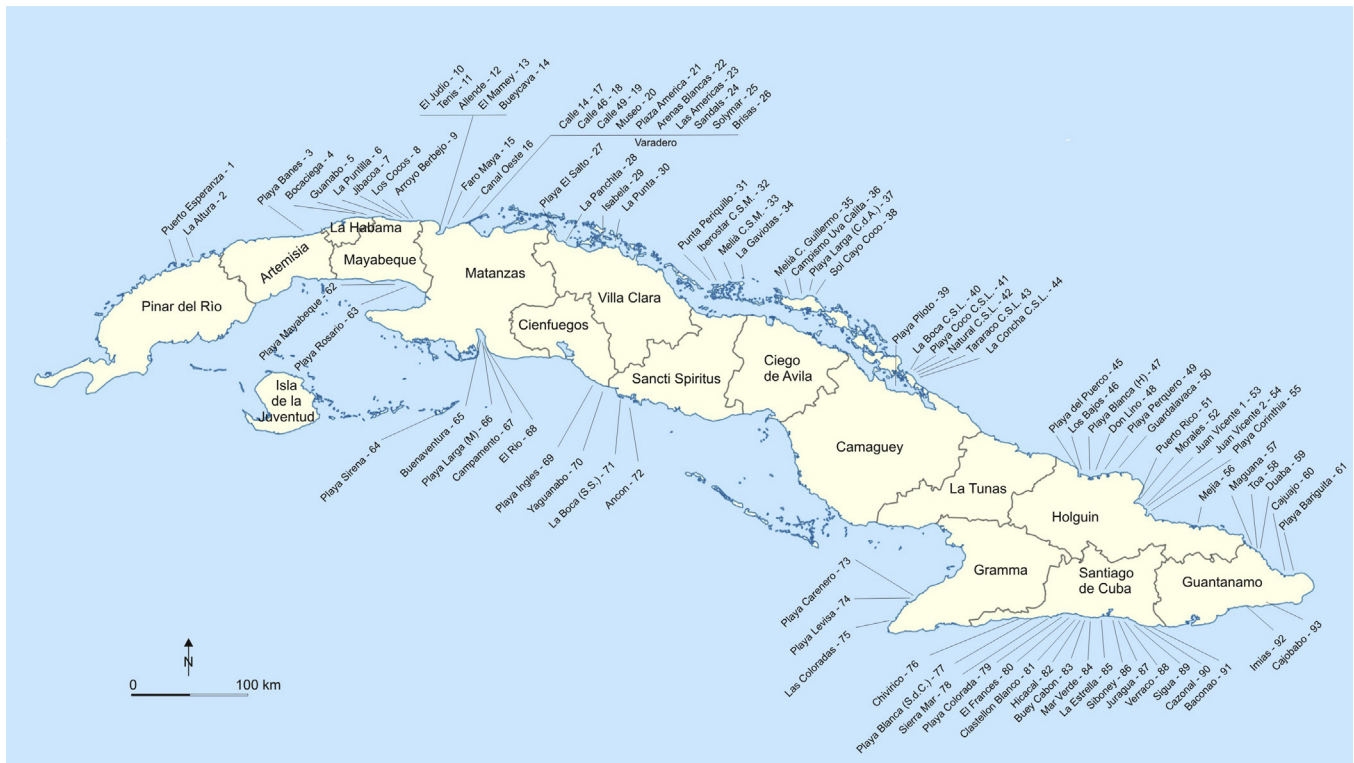 El Judio - 10
Tenis - 11
Allende - 12
El Mamey - 13
Bueycava - 14
Calle 14 - 17
Calle 46 - 18
Calle 49 - 19
Museo - 20
Plaza America - 21
Arenas Blancas - 22
Las Americas - 23
Sandals - 24
Solymar - 25
Brisas - 26
Varadero
Puerto Esperanza - 1
La Altura - 2
Playa Banes - 3
Bocaciega - 4
Guanabo - 5
La Puntilla - 6
Jibacoa - 7
Los Cocos - 8
Arroyo Berbejo - 9
Faro Maya - 15
Canal Oeste 16
Playa El Salto - 27
La Panchita - 28
Isabela - 29
La Punta - 30
Punta Periquillo - 31
Iberostar C.S.M. - 32
Melià C.S.M. - 33
La Gaviotas - 34
Melià C. Guillermo - 35
Campismo Uva Calita - 36
Playa Larga (C.d.A.) - 37
Sol Cayo Coco - 38
Playa Piloto - 39
La Boca C.S.L. - 40
Playa Coco C.S.L. - 41
Natural C.S.L. - 42
Tararaco C.S.L. - 43
La Concha C.S.L. - 44
Playa del Puerco - 45
Los Bajos - 46
Playa Blanca (H) - 47
Don Lino - 48
Playa Periquero - 49
Guardalavaca - 50
Puerto Rico - 51
Morales - 52
Juan Vicente 1 - 53
Juan Vicente 2 - 54
Playa Corinthia - 55
Mejia - 56
Maguana - 57
Toa - 58
Duaba - 59
Cajuajo - 60
Playa Bariguita - 61
La Habama
Artemisia
Mayabeque
Pinar del Rìo
Matanzas
Villa Clara
Cienfuegos
Sancti Spiritus
Ciego
de Avila
Isla
de la
Juventud
Camaguey
La Tunas
Holguin
Gramma
Santiago
de Cuba
Guantanamo
Playa Mayabeque - 62
Playa Rosario - 63
Playa Sirena - 64
Buenaventura - 65
Playa Larga (M) - 66
Campamento - 67
El Rio - 68
Playa Ingles - 69
Yaguanabo - 70
La Boca (S.S.) - 71
Ancon - 72
Playa Carenero - 73
Playa Levisa - 74
Las Coloradas - 75
Chivirico - 76
Playa Blanca (S.d.C.) - 77
Sierra Mar - 78
Playa Colorada - 79
El Frances - 80
Clastellon Blanco - 81
Hicacal - 82
Buey Cabon - 83
Mar Verde - 84
La Estrella - 85
Siboney - 86
Juragua - 87
Verraco - 88
Sigua - 89
Cazonal - 90
Baconao - 91
Imias - 92
Cajobabo - 93
N
0 100 km